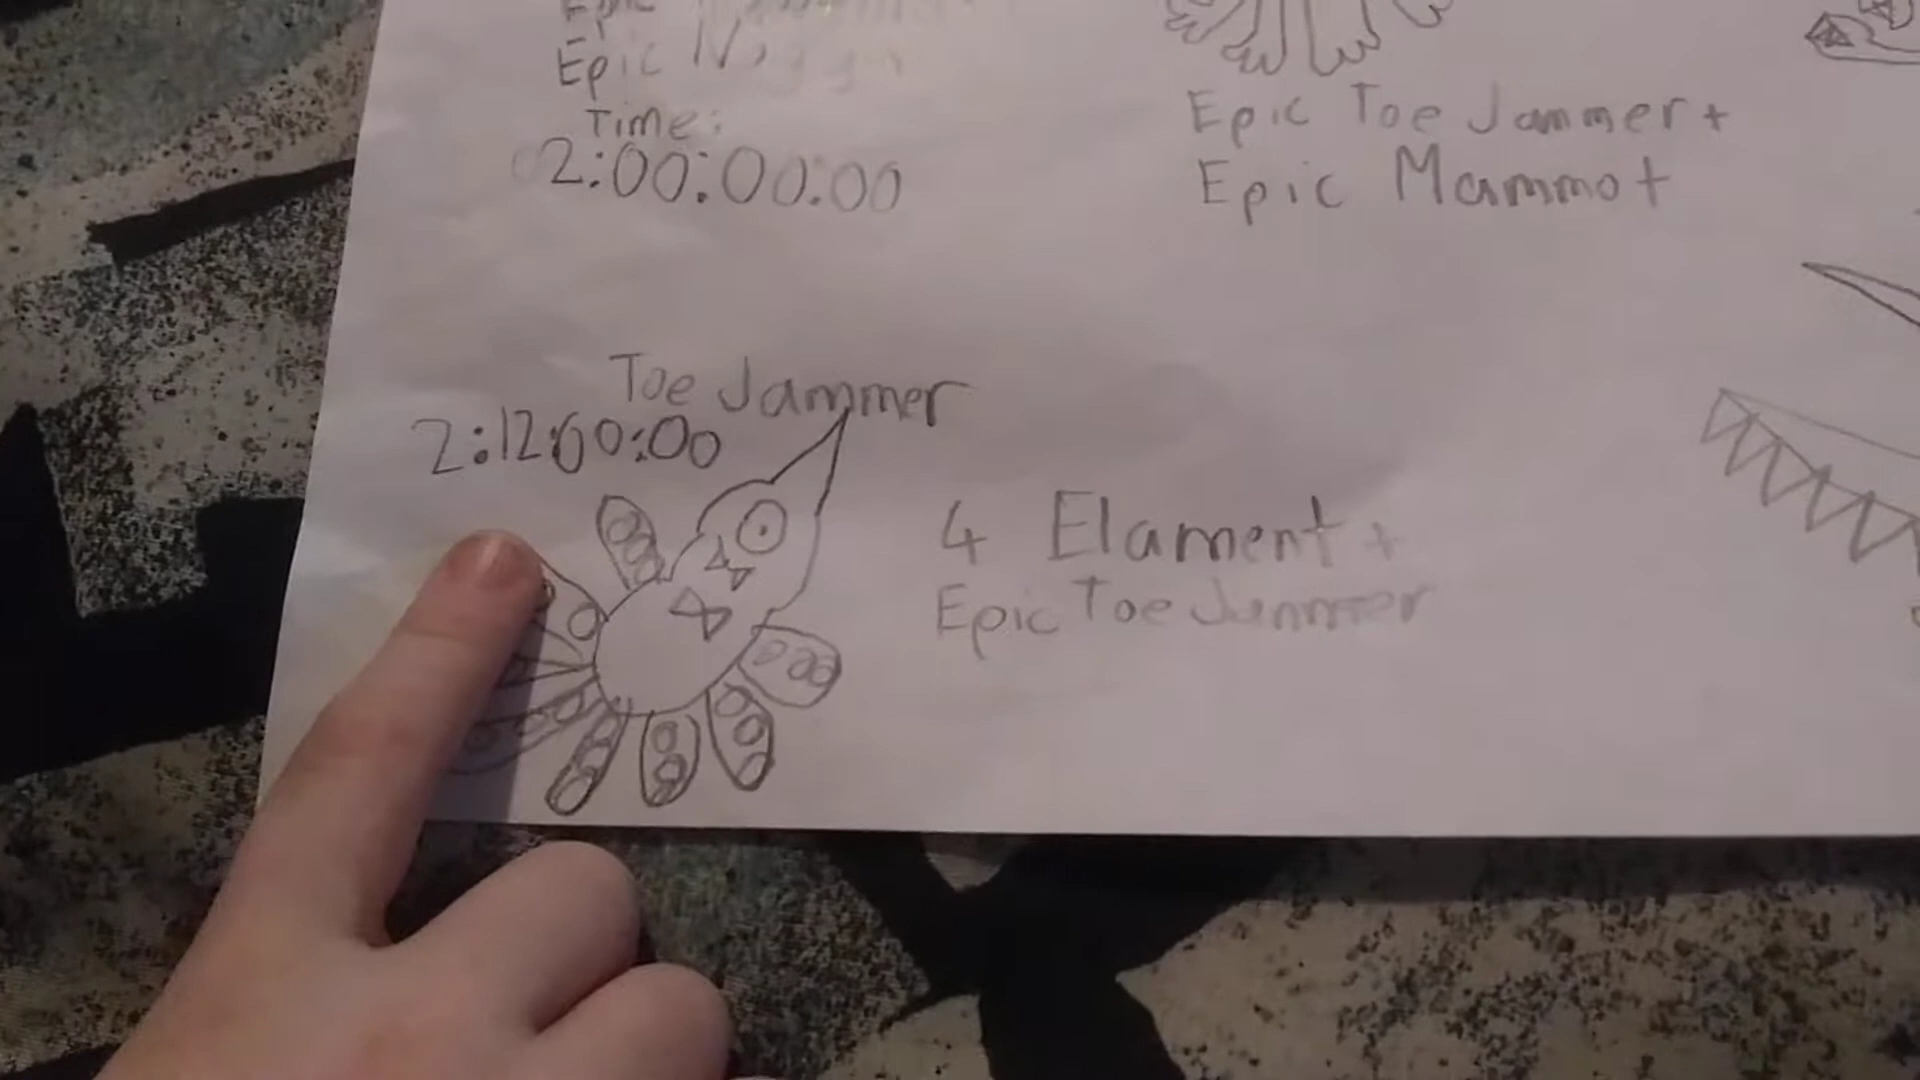 Epic
Epic
Time:
2:00:00:00
Epic Toe Jammer +
Epic Mammot
Toe Jammer
2:12:00:00
4 Elament +
Epic Toe Jammer